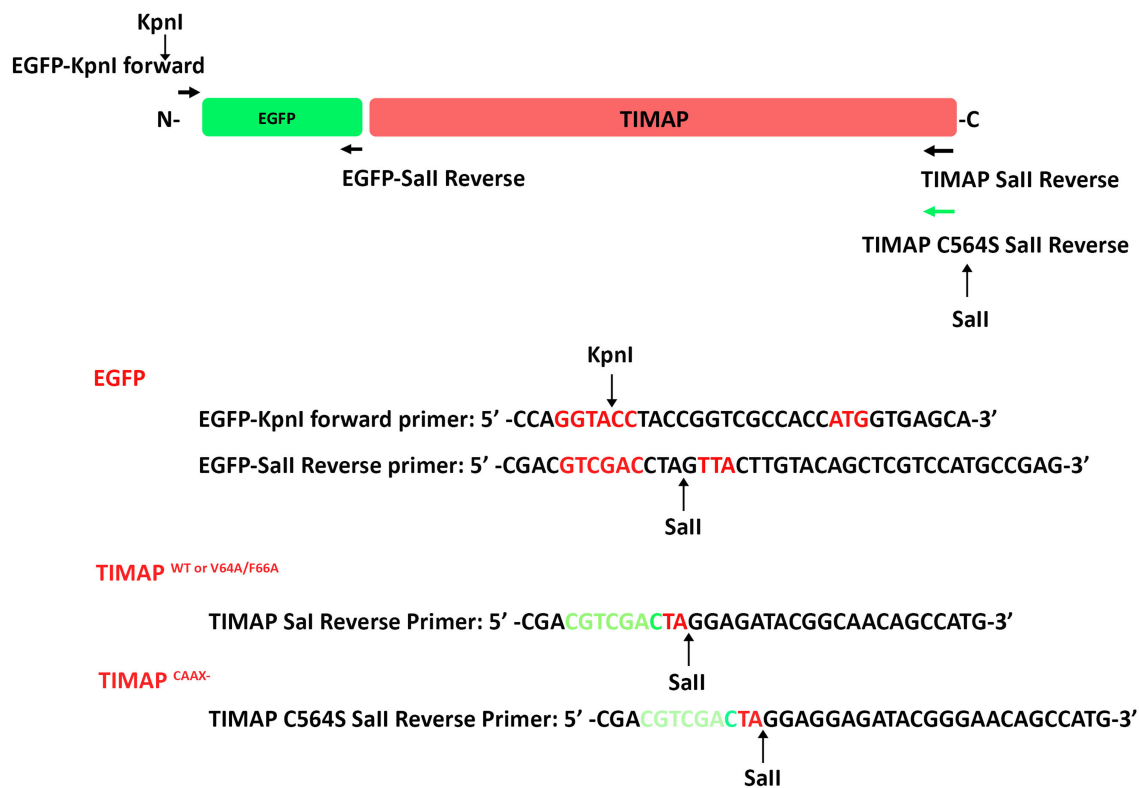 KpnI
EGFP-KpnI forward
N-
EGFP
TIMAP
-C
EGFP-SalI Reverse
TIMAP SalI Reverse
TIMAP C564S SalI Reverse
SalI
KpnI
EGFP
EGFP-KpnI forward primer: 5’ -CCAGGTACCTACCGGTCGCCACCATGGTGAGCA-3’
EGFP-SalI Reverse primer: 5’ -CGACGTCGACCTAGTTACTTGTACAGCTCGTCCATGCCGAG-3’
SalI
TIMAP WT or V64A/F66A
TIMAP SaI Reverse Primer: 5’ -CGACGTCGACTAGGAGATACGGCAACAGCCATG-3’
SalI
TIMAP CAAX-
TIMAP C564S SalI Reverse Primer: 5’ -CGACGTCGACTAGGAGGAGATACGGGAACAGCCATG-3’
SalI